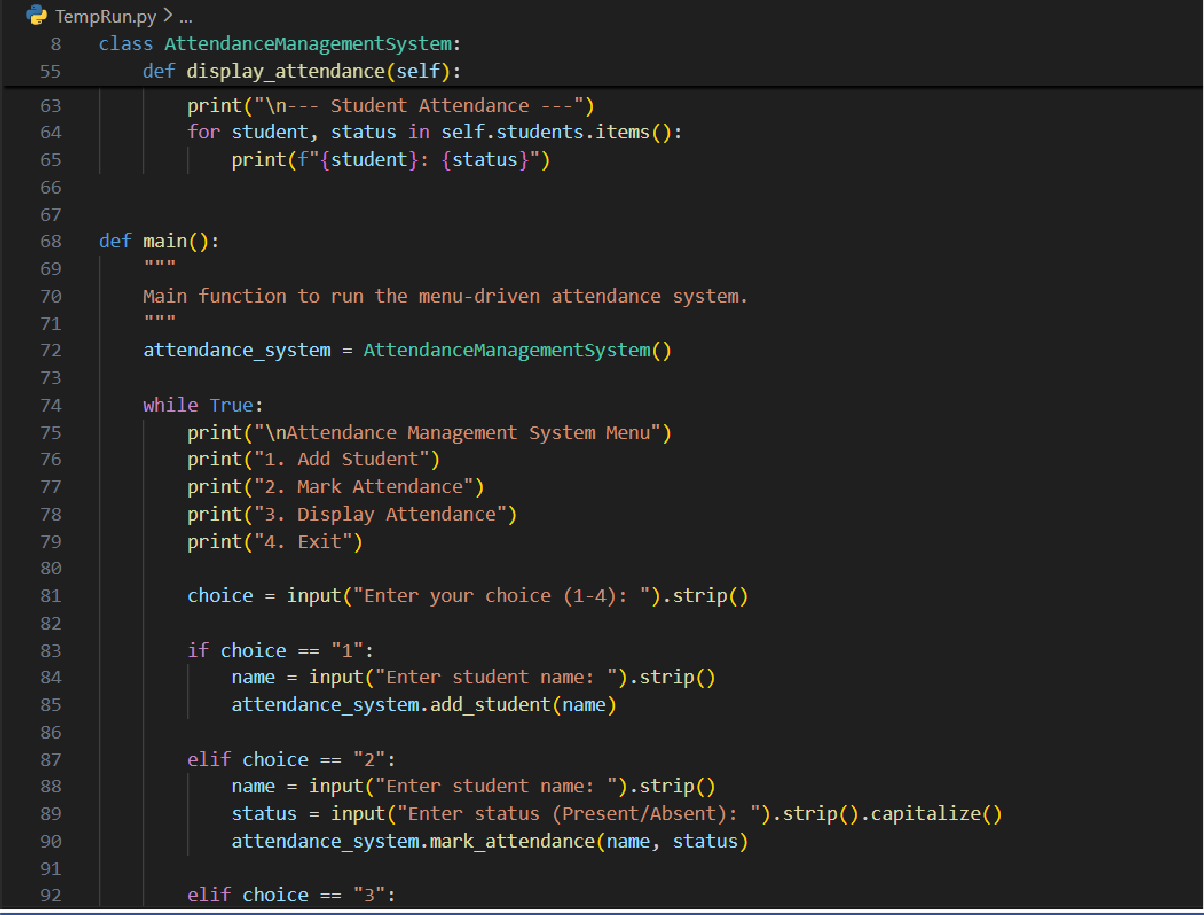 TempRun.py > ...
8 class AttendanceManagementSystem:
55     def display_attendance(self):
63         print("\n--- Student Attendance ---")
64         for student, status in self.students.items():
65             print(f"{student}: {status}")
66
67
68 def main():
69     """
70     Main function to run the menu-driven attendance system.
71     """
72     attendance_system = AttendanceManagementSystem()
73
74     while True:
75         print("\nAttendance Management System Menu")
76         print("1. Add Student")
77         print("2. Mark Attendance")
78         print("3. Display Attendance")
79         print("4. Exit")
80
81         choice = input("Enter your choice (1-4): ").strip()
82
83         if choice == "1":
84             name = input("Enter student name: ").strip()
85             attendance_system.add_student(name)
86
87         elif choice == "2":
88             name = input("Enter student name: ").strip()
89             status = input("Enter status (Present/Absent): ").strip().capitalize()
90             attendance_system.mark_attendance(name, status)
91
92         elif choice == "3":